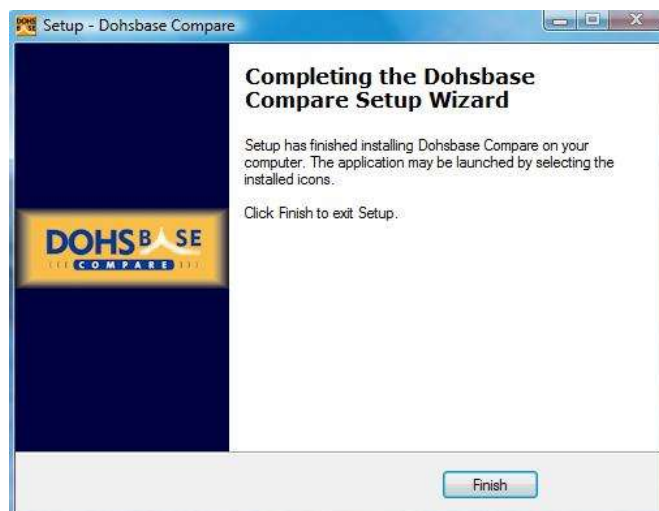 Setup - Dohsbase Compare
Completing the Dohsbase
Compare Setup Wizard
Setup has finished installing Dohsbase Compare on your
computer. The application may be launched by selecting the
installed icons.
Click Finish to exit Setup.
DOHSBASE
COMPARE
Finish